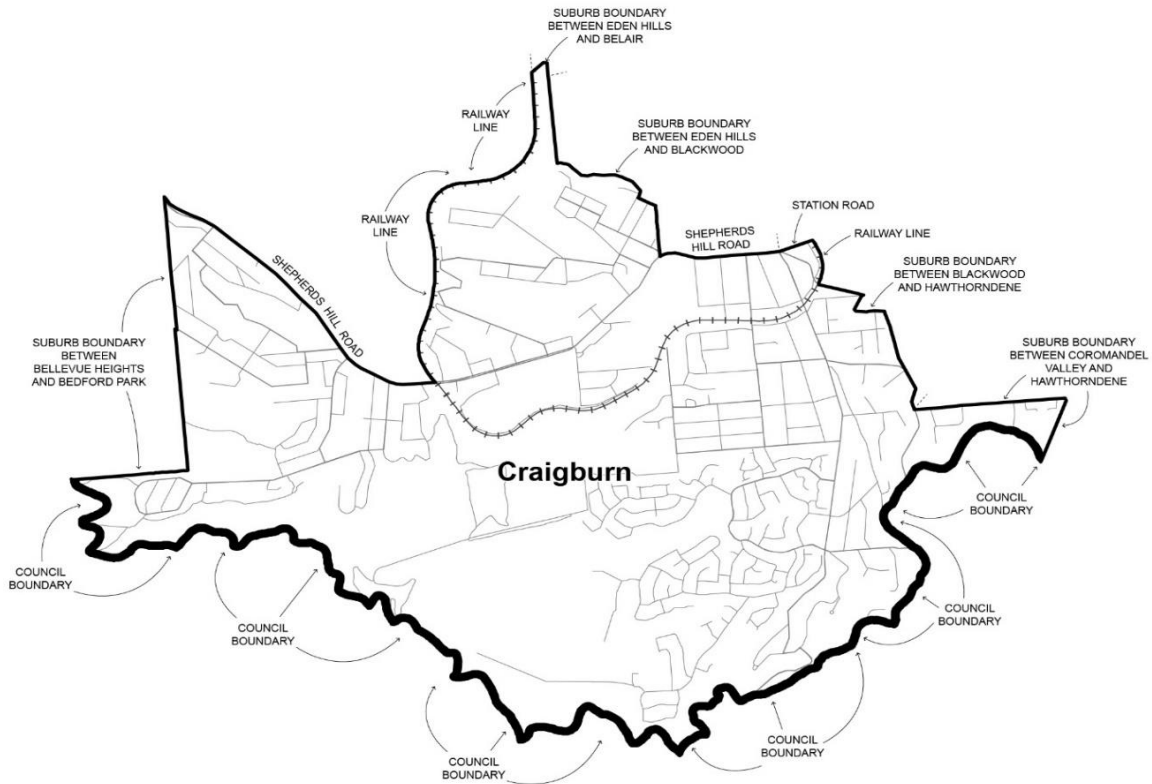 SUBURB BOUNDARY
BETWEEN EDEN HILLS
AND BELAIR
RAILWAY
LINE
SUBURB BOUNDARY
BETWEEN EDEN HILLS
AND BLACKWOOD
RAILWAY
LINE
STATION ROAD
SHEPHERDS
HILL ROAD
RAILWAY LINE
SUBURB BOUNDARY
BETWEEN BLACKWOOD
AND HAWTHORNDENE
SHEPHERDS HILL ROAD
SUBURB BOUNDARY
BETWEEN
BELLEVUE HEIGHTS
AND BEDFORD PARK
SUBURB BOUNDARY
BETWEEN COROMANDEL
VALLEY AND
HAWTHORNDENE
Craigburn
COUNCIL
BOUNDARY
COUNCIL
BOUNDARY
COUNCIL
BOUNDARY
COUNCIL
BOUNDARY
COUNCIL
BOUNDARY
COUNCIL
BOUNDARY